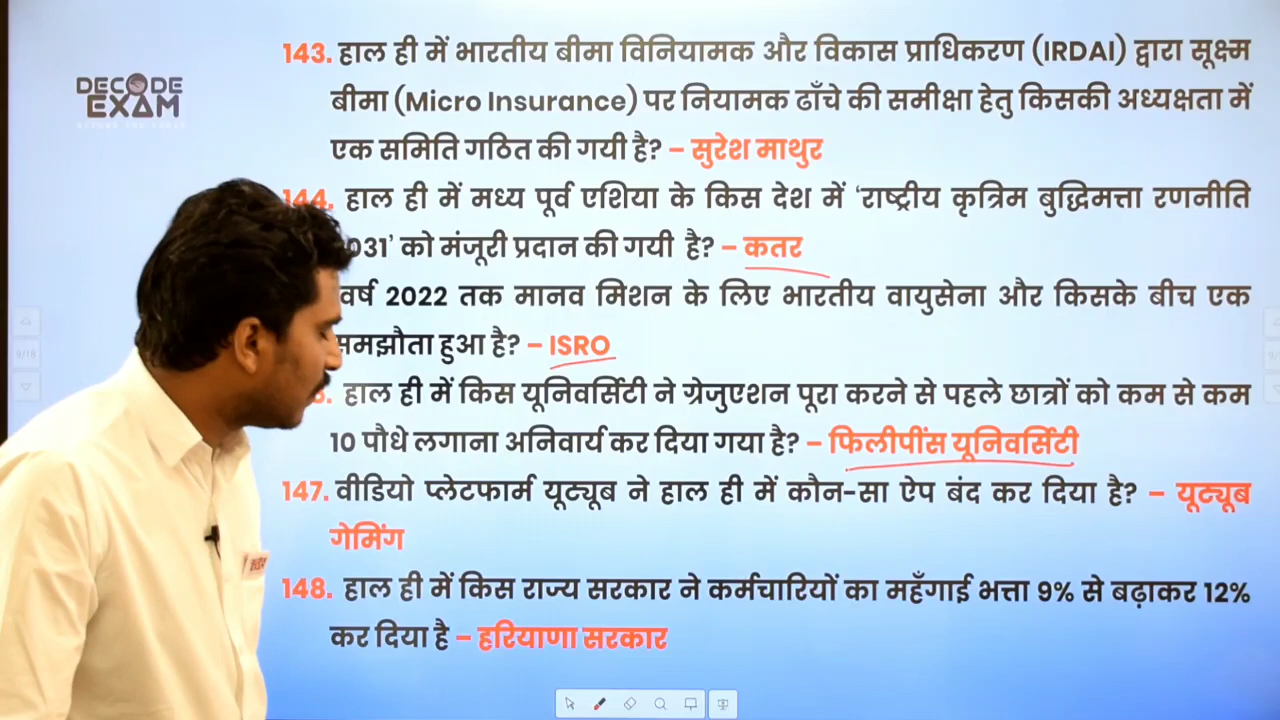 DECODE
EXAM
143. हाल ही में भारतीय बीमा विनियामक और विकास प्राधिकरण (IRDAI) द्वारा सूक्ष्म
बीमा (Micro Insurance) पर नियामक ढाँचे की समीक्षा हेतु किसकी अध्यक्षता में
एक समिति गठित की गयी है? – सुरेश माथुर
144. हाल ही में मध्य पूर्व एशिया के किस देश में ‘राष्ट्रीय कृत्रिम बुद्धिमत्ता रणनीति
031’ को मंजूरी प्रदान की गयी है? – कतर
वर्ष 2022 तक मानव मिशन के लिए भारतीय वायुसेना और किसके बीच एक
समझौता हुआ है? – ISRO
हाल ही में किस यूनिवर्सिटी ने ग्रेजुएशन पूरा करने से पहले छात्रों को कम से कम
10 पौधे लगाना अनिवार्य कर दिया गया है? – फिलीपींस यूनिवर्सिटी
147. वीडियो प्लेटफार्म यूट्यूब ने हाल ही में कौन-सा ऐप बंद कर दिया है? – यूट्यूब
गेमिंग
148. हाल ही में किस राज्य सरकार ने कर्मचारियों का महँगाई भत्ता 9% से बढ़ाकर 12%
कर दिया है – हरियाणा सरकार
9/18